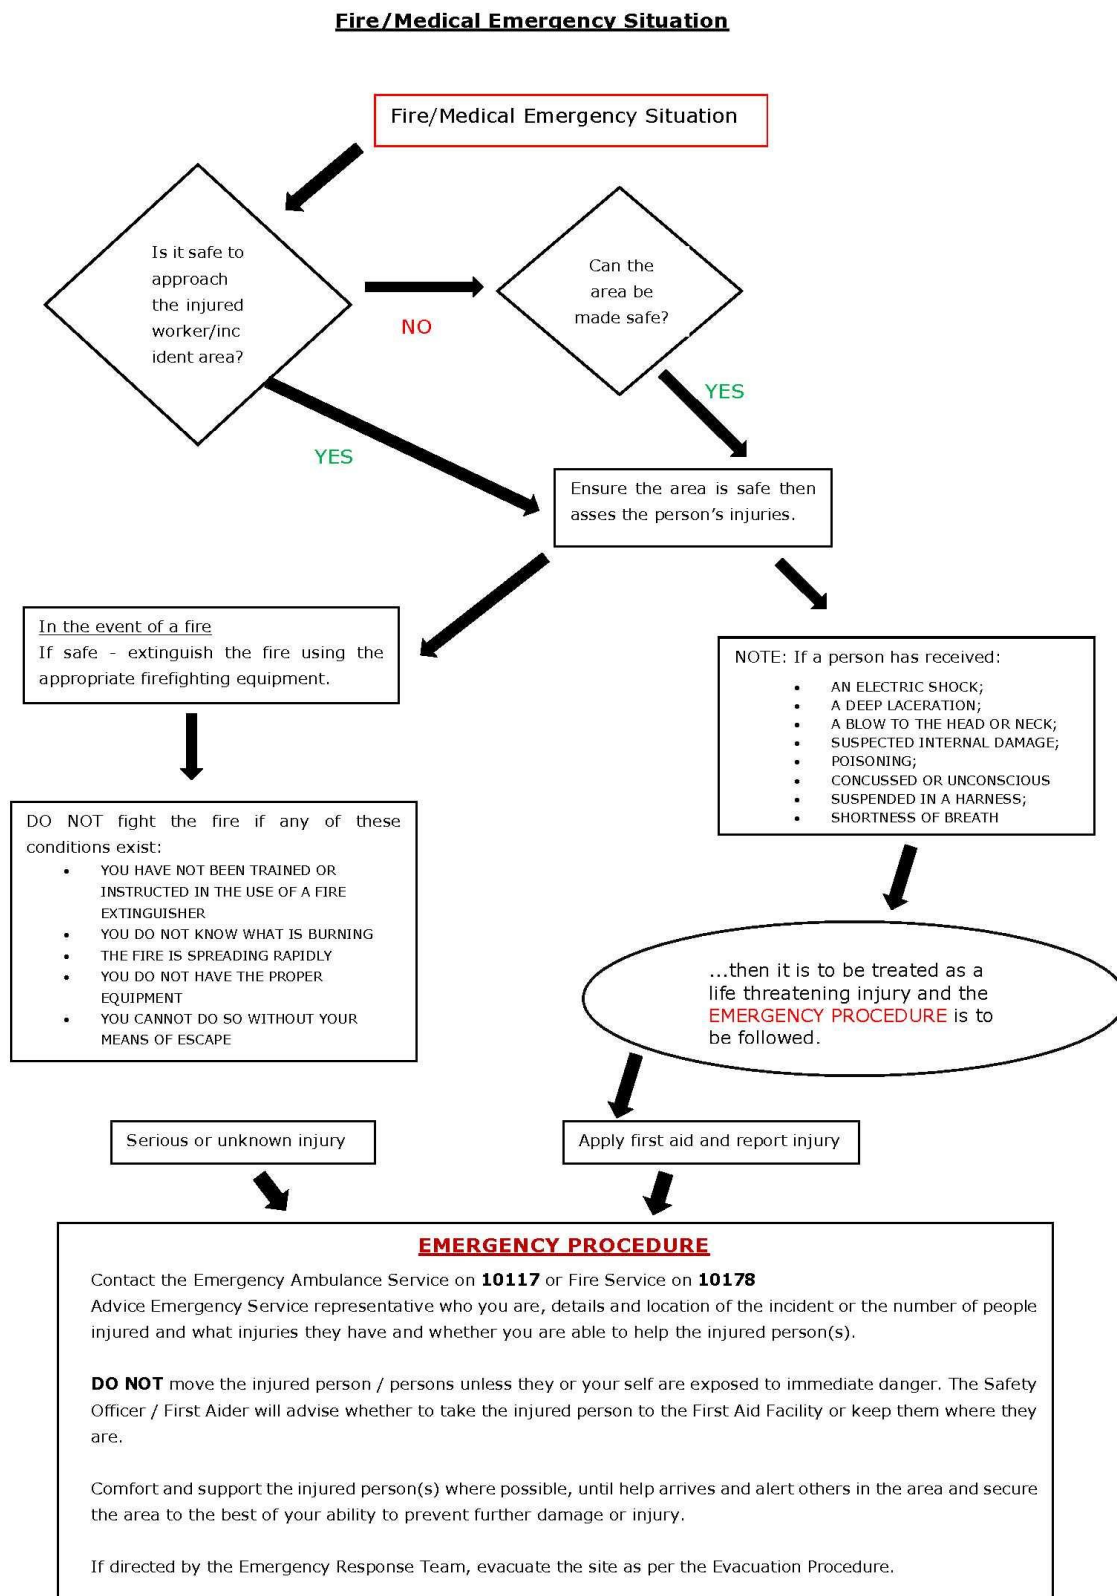 Fire/Medical Emergency Situation
Fire/Medical Emergency Situation
Is it safe to
approach
the injured
worker/inc
ident area?
NO
Can the
area be
made safe?
YES
YES
Ensure the area is safe then
asses the person's injuries.
In the event of a fire
If safe - extinguish the fire using the
appropriate firefighting equipment.
NOTE: If a person has received:
• AN ELECTRIC SHOCK;
• A DEEP LACERATION;
• A BLOW TO THE HEAD OR NECK;
• SUSPECTED INTERNAL DAMAGE;
• POISONING;
• CONCUSSED OR UNCONSCIOUS
• SUSPENDED IN A HARNESS;
• SHORTNESS OF BREATH
DO NOT fight the fire if any of these
conditions exist:
• YOU HAVE NOT BEEN TRAINED OR
INSTRUCTED IN THE USE OF A FIRE
EXTINGUISHER
• YOU DO NOT KNOW WHAT IS BURNING
• THE FIRE IS SPREADING RAPIDLY
• YOU DO NOT HAVE THE PROPER
EQUIPMENT
• YOU CANNOT DO SO WITHOUT YOUR
MEANS OF ESCAPE
...then it is to be treated as a
life threatening injury and the
EMERGENCY PROCEDURE is to
be followed.
Serious or unknown injury
Apply first aid and report injury
EMERGENCY PROCEDURE
Contact the Emergency Ambulance Service on 10117 or Fire Service on 10178
Advice Emergency Service representative who you are, details and location of the incident or the number of people
injured and what injuries they have and whether you are able to help the injured person(s).
DO NOT move the injured person / persons unless they or your self are exposed to immediate danger. The Safety
Officer / First Aider will advise whether to take the injured person to the First Aid Facility or keep them where they
are.
Comfort and support the injured person(s) where possible, until help arrives and alert others in the area and secure
the area to the best of your ability to prevent further damage or injury.
If directed by the Emergency Response Team, evacuate the site as per the Evacuation Procedure.